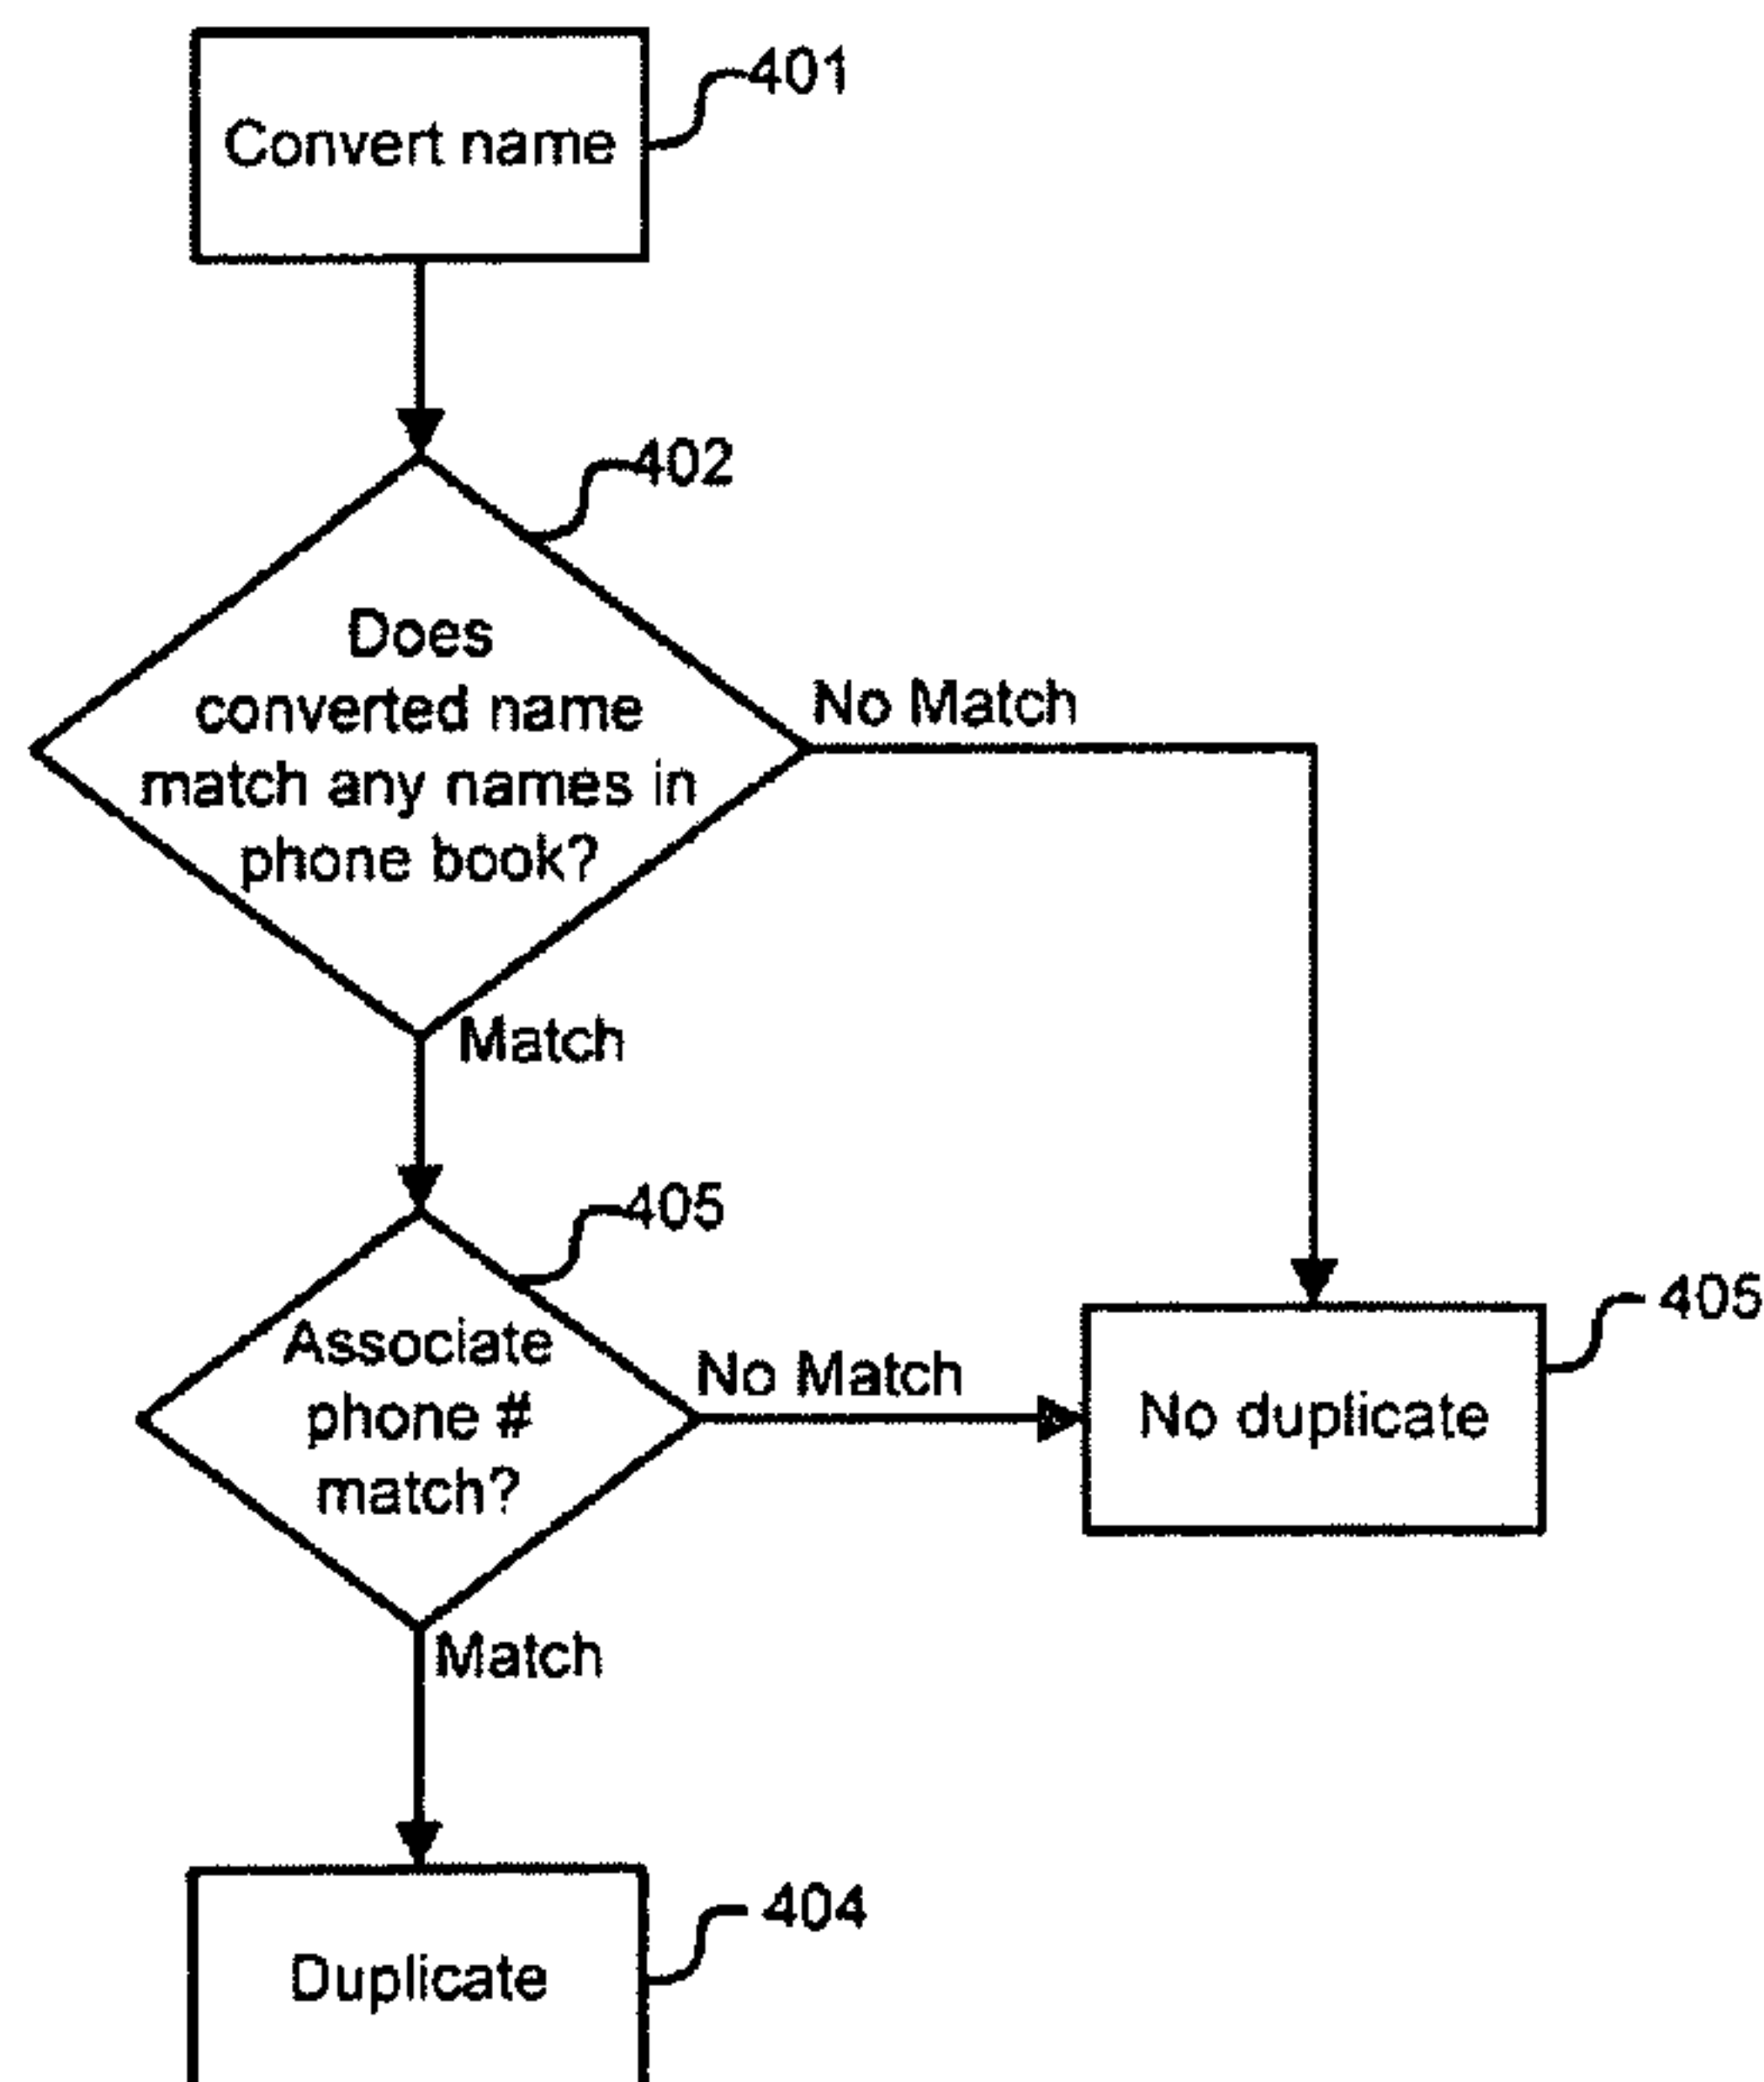 401
Convert name
402
Does
converted name
match any names in
phone book?
No Match
Match
405
Associate
phone #
match?
No Match
405
No duplicate
Match
404
Duplicate